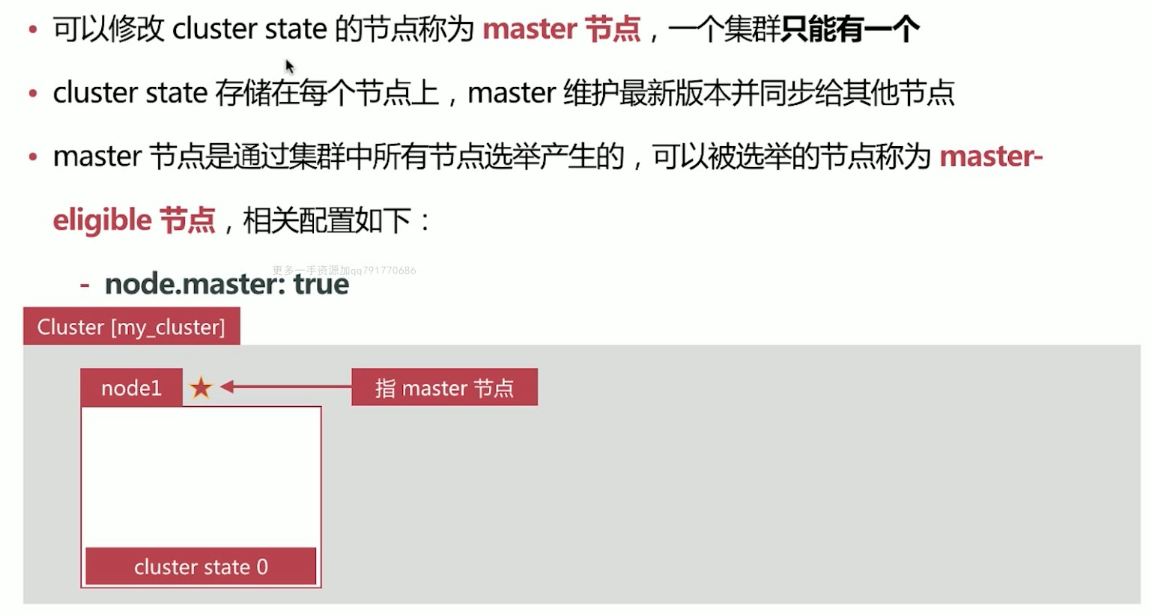 • 可以修改 cluster state 的节点称为 master 节点，一个集群只能有一个
• cluster state 存储在每个节点上，master 维护最新版本并同步给其他节点
• master 节点是通过集群中所有节点选举产生的，可以被选举的节点称为 master-
eligible 节点，相关配置如下：
更多一手资源加qq791770686
- node.master: true
Cluster [my_cluster]
node1
指 master 节点
cluster state 0